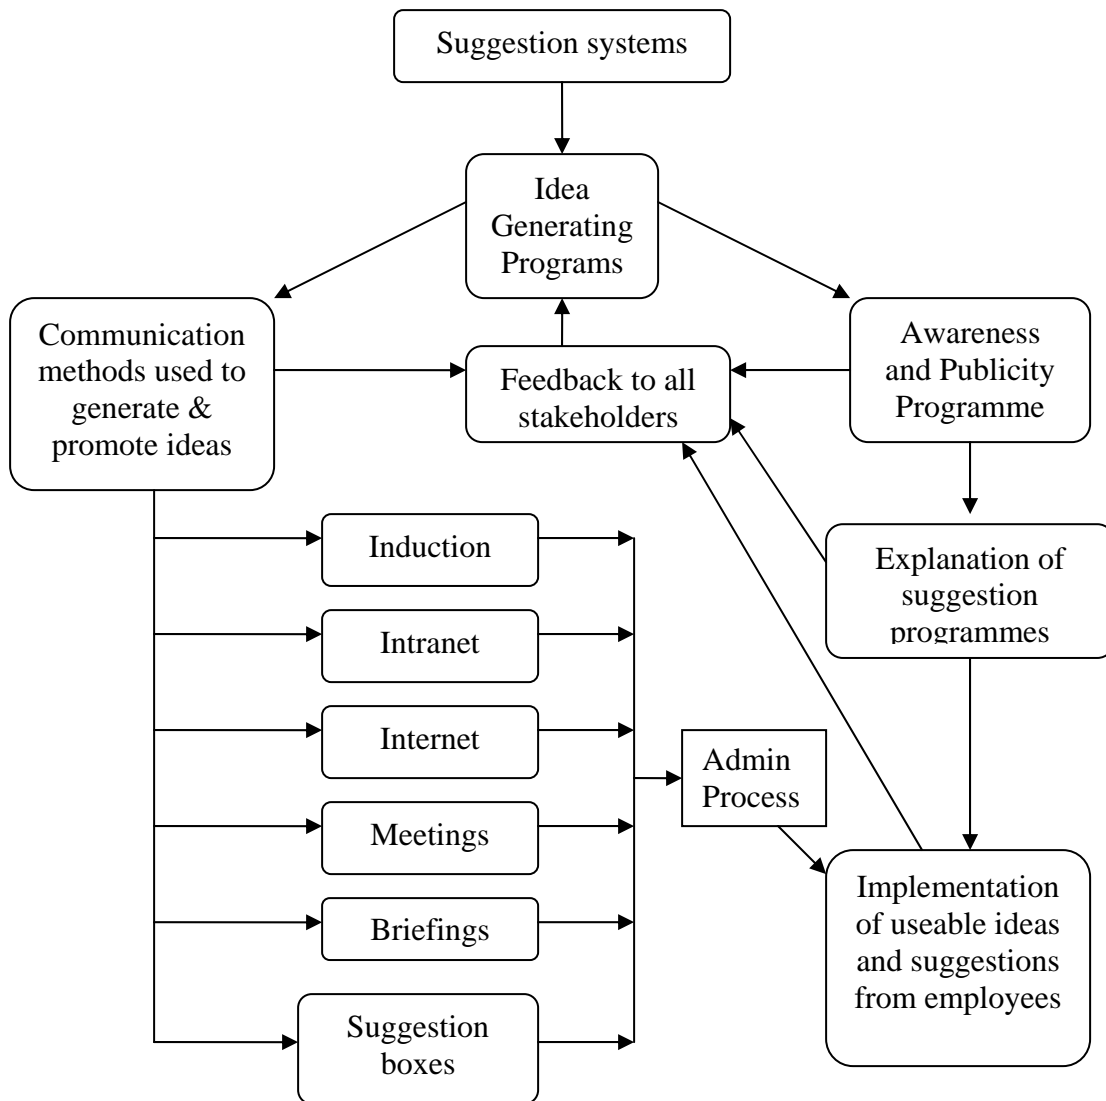 Suggestion systems
Idea
Generating
Programs
Communication
methods used to
generate &
promote ideas
Feedback to all
stakeholders
Awareness
and Publicity
Programme
Induction
Explanation of
suggestion
programmes
Intranet
Internet
Admin
Process
Meetings
Briefings
Implementation
of useable ideas
and suggestions
from employees
Suggestion
boxes